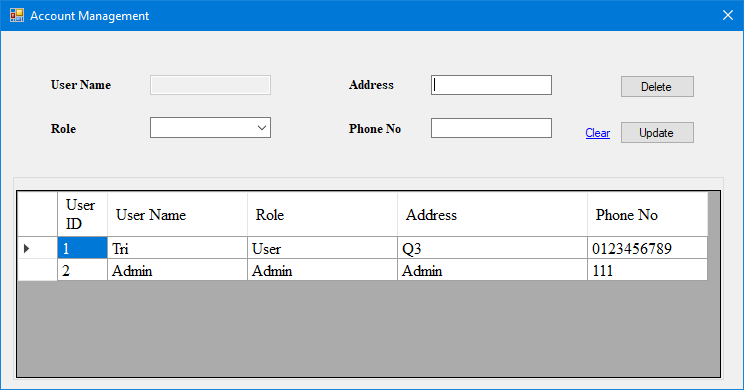 Account Management
User Name
Address
Delete
Role
Phone No
Clear
Update
User ID User Name Role Address Phone No
1 Tri User Q3 0123456789
2 Admin Admin Admin 111